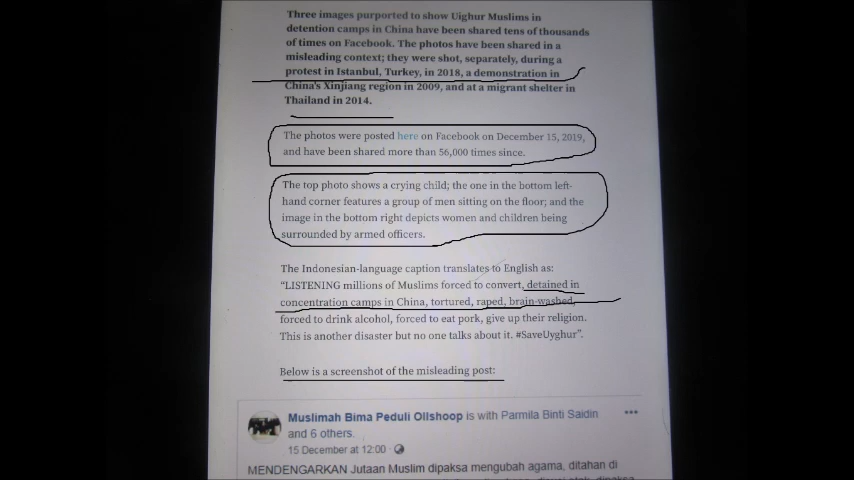 Three images purported to show Uighur Muslims in
detention camps in China have been shared tens of thousands
of times on Facebook. The photos have been shared in a
misleading context; they were shot, separately, during a
protest in Istanbul, Turkey, in 2018, a demonstration in
China's Xinjiang region in 2009, and at a migrant shelter in
Thailand in 2014.
The photos were posted here on Facebook on December 15, 2019,
and have been shared more than 56,000 times since.
The top photo shows a crying child; the one in the bottom left-
hand corner features a group of men sitting on the floor; and the
image in the bottom right depicts women and children being
surrounded by armed officers.
The Indonesian-language caption translates to English as:
“LISTENING millions of Muslims forced to convert, detained in
concentration camps in China, tortured, raped, brain-washed,
forced to drink alcohol, forced to eat pork, give up their religion.
This is another disaster but no one talks about it. #SaveUyghur”.
Below is a screenshot of the misleading post:
Muslimah Bima Peduli Ollshoop is with Parmila Binti Saidin
and 6 others.
15 December at 12:00 ·
MENDENGARKAN Jutaan Muslim dipaksa mengubah agama, ditahan di